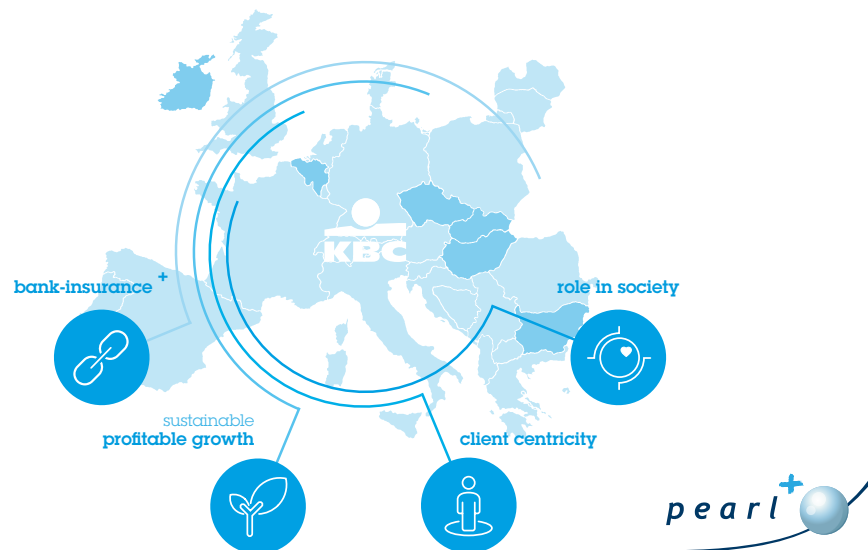 KBC
bank-insurance +
role in society
sustainable
profitable growth
client centricity
pearl+